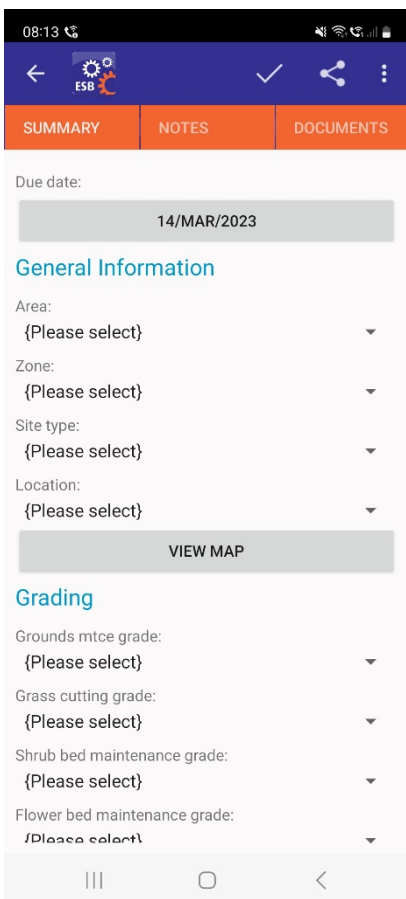 08:13
ESB
SUMMARY NOTES DOCUMENTS
Due date:
14/MAR/2023
General Information
Area:
{Please select}
Zone:
{Please select}
Site type:
{Please select}
Location:
{Please select}
VIEW MAP
Grading
Grounds mtce grade:
{Please select}
Grass cutting grade:
{Please select}
Shrub bed maintenance grade:
{Please select}
Flower bed maintenance grade:
{Please select}